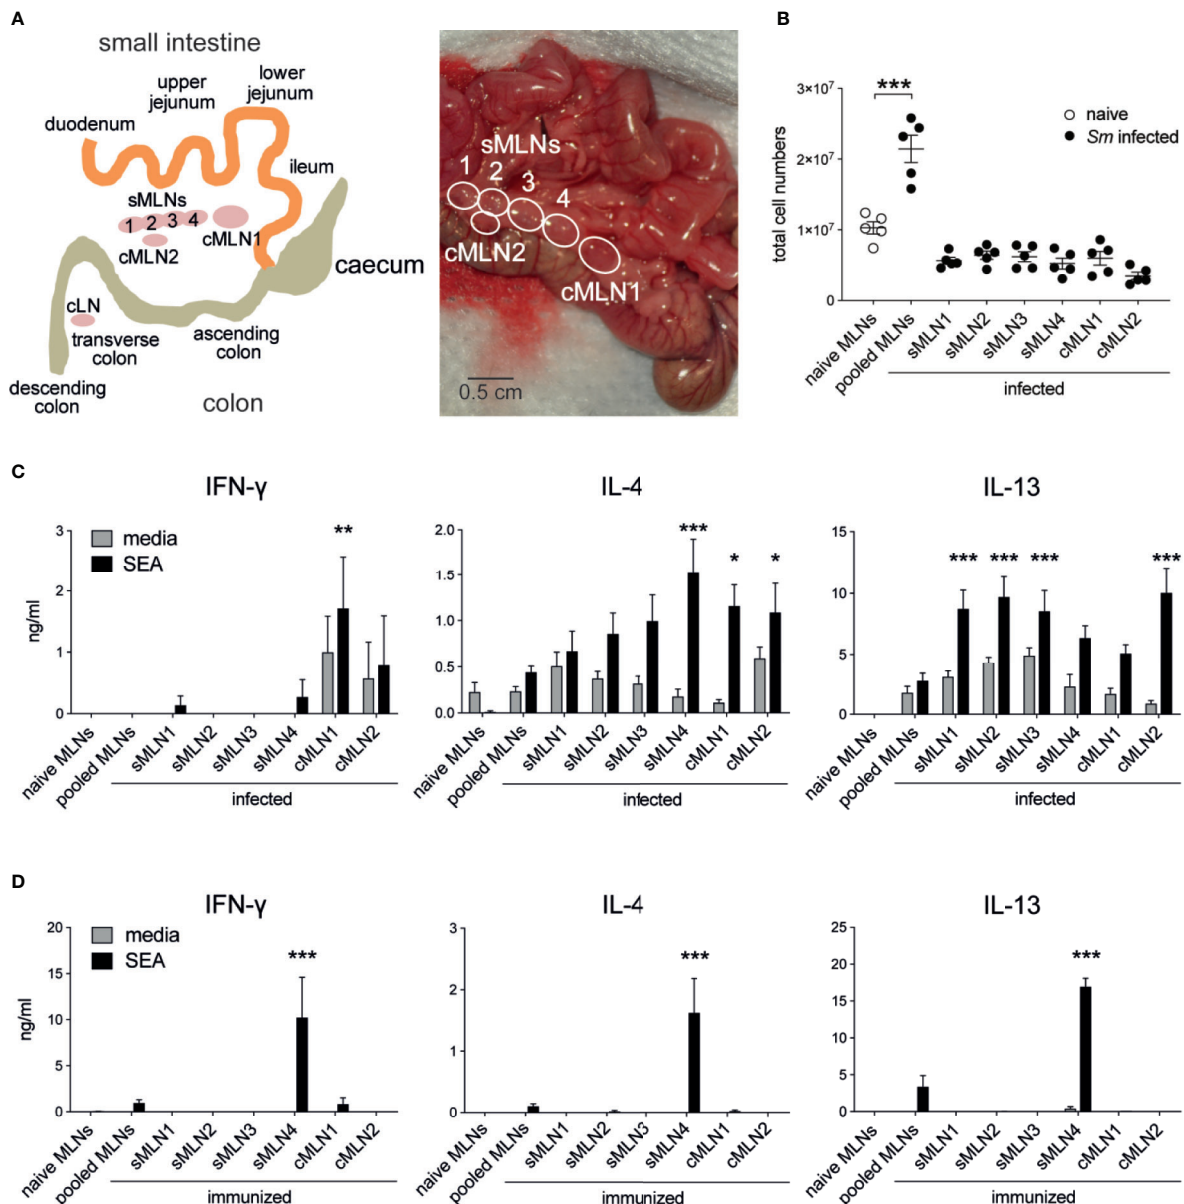 A
small intestine
lower
jejunum
upper
jejunum
duodenum
ileum
sMLNs
1 2 3 4
cMLN1
cMLN2
caecum
cLN
transverse
colon
ascending
colon
descending
colon
colon
sMLNs
1
2
3
4
cMLN2
cMLN1
0.5 cm
B
total cell numbers
3×10⁷
2×10⁷
1×10⁷
0
***
naive
Sm infected
naive MLNs
pooled MLNs
sMLN1
sMLN2
sMLN3
sMLN4
cMLN1
cMLN2
infected
C
IFN-γ
ng/ml
3
2
1
0
media
SEA
**
naive MLNs
pooled MLNs
sMLN1
sMLN2
sMLN3
sMLN4
cMLN1
cMLN2
infected
IL-4
2.0
1.5
1.0
0.5
0.0
***
*
*
naive MLNs
pooled MLNs
sMLN1
sMLN2
sMLN3
sMLN4
cMLN1
cMLN2
infected
IL-13
15
10
5
0
***
***
***
***
naive MLNs
pooled MLNs
sMLN1
sMLN2
sMLN3
sMLN4
cMLN1
cMLN2
infected
D
IFN-γ
ng/ml
20
15
10
5
0
media
SEA
***
naive MLNs
pooled MLNs
sMLN1
sMLN2
sMLN3
sMLN4
cMLN1
cMLN2
immunized
IL-4
3
2
1
0
***
naive MLNs
pooled MLNs
sMLN1
sMLN2
sMLN3
sMLN4
cMLN1
cMLN2
immunized
IL-13
25
20
15
10
5
0
***
naive MLNs
pooled MLNs
sMLN1
sMLN2
sMLN3
sMLN4
cMLN1
cMLN2
immunized